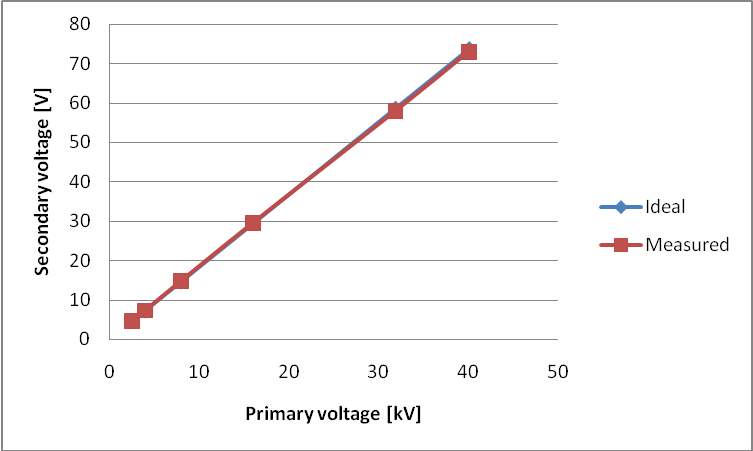 80
70
60
50
40
30
20
10
0
Secondary voltage [V]
0 10 20 30 40 50
Primary voltage [kV]
Ideal
Measured